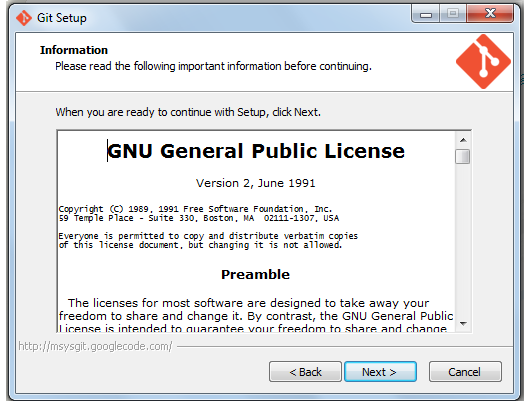 Git Setup
Information
Please read the following important information before continuing.
When you are ready to continue with Setup, click Next.
GNU General Public License
Version 2, June 1991
Copyright (C) 1989, 1991 Free Software Foundation, Inc.
59 Temple Place - Suite 330, Boston, MA  02111-1307, USA
Everyone is permitted to copy and distribute verbatim copies
of this license document, but changing it is not allowed.
Preamble
The licenses for most software are designed to take away your
freedom to share and change it. By contrast, the GNU General Public
License is intended to guarantee your freedom to share and change
http://msysgit.googlecode.com/
< Back
Next >
Cancel